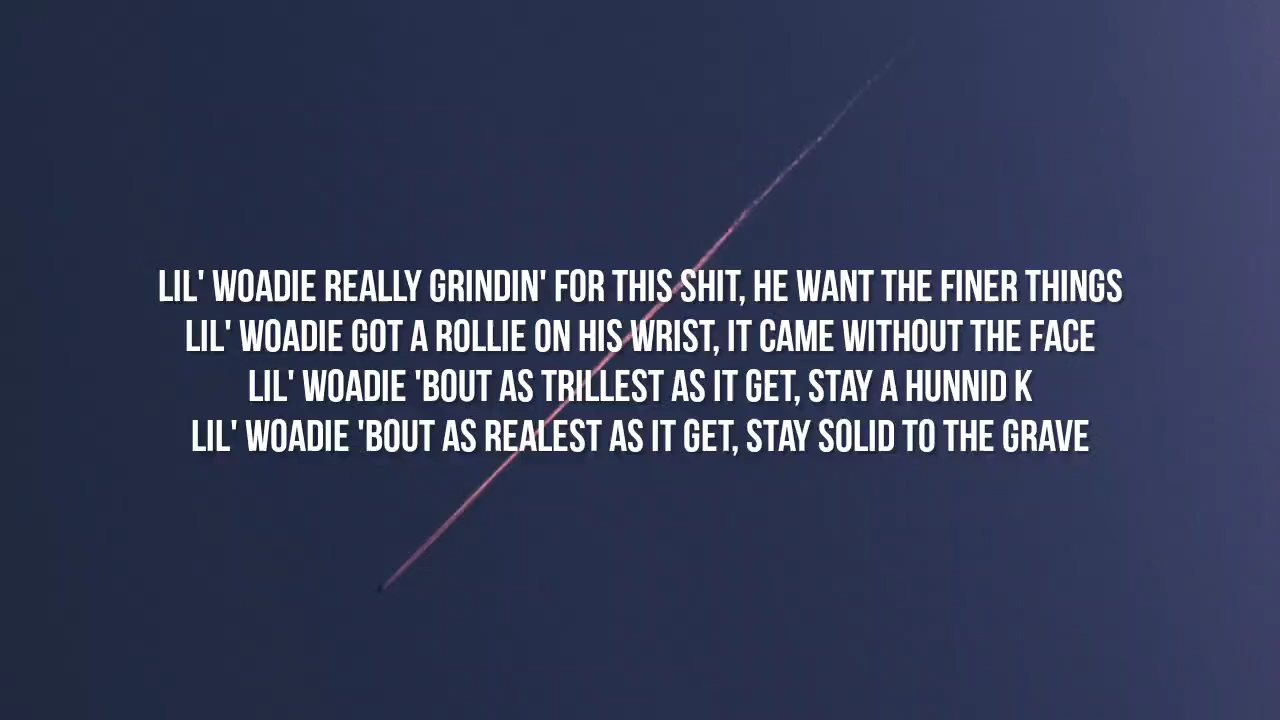 LIL' WOADIE REALLY GRINDIN' FOR THIS SHIT, HE WANT THE FINER THINGS
LIL' WOADIE GOT A ROLLIE ON HIS WRIST, IT CAME WITHOUT THE FACE
LIL' WOADIE 'BOUT AS TRILLEST AS IT GET, STAY A HUNNID K
LIL' WOADIE 'BOUT AS REALEST AS IT GET, STAY SOLID TO THE GRAVE